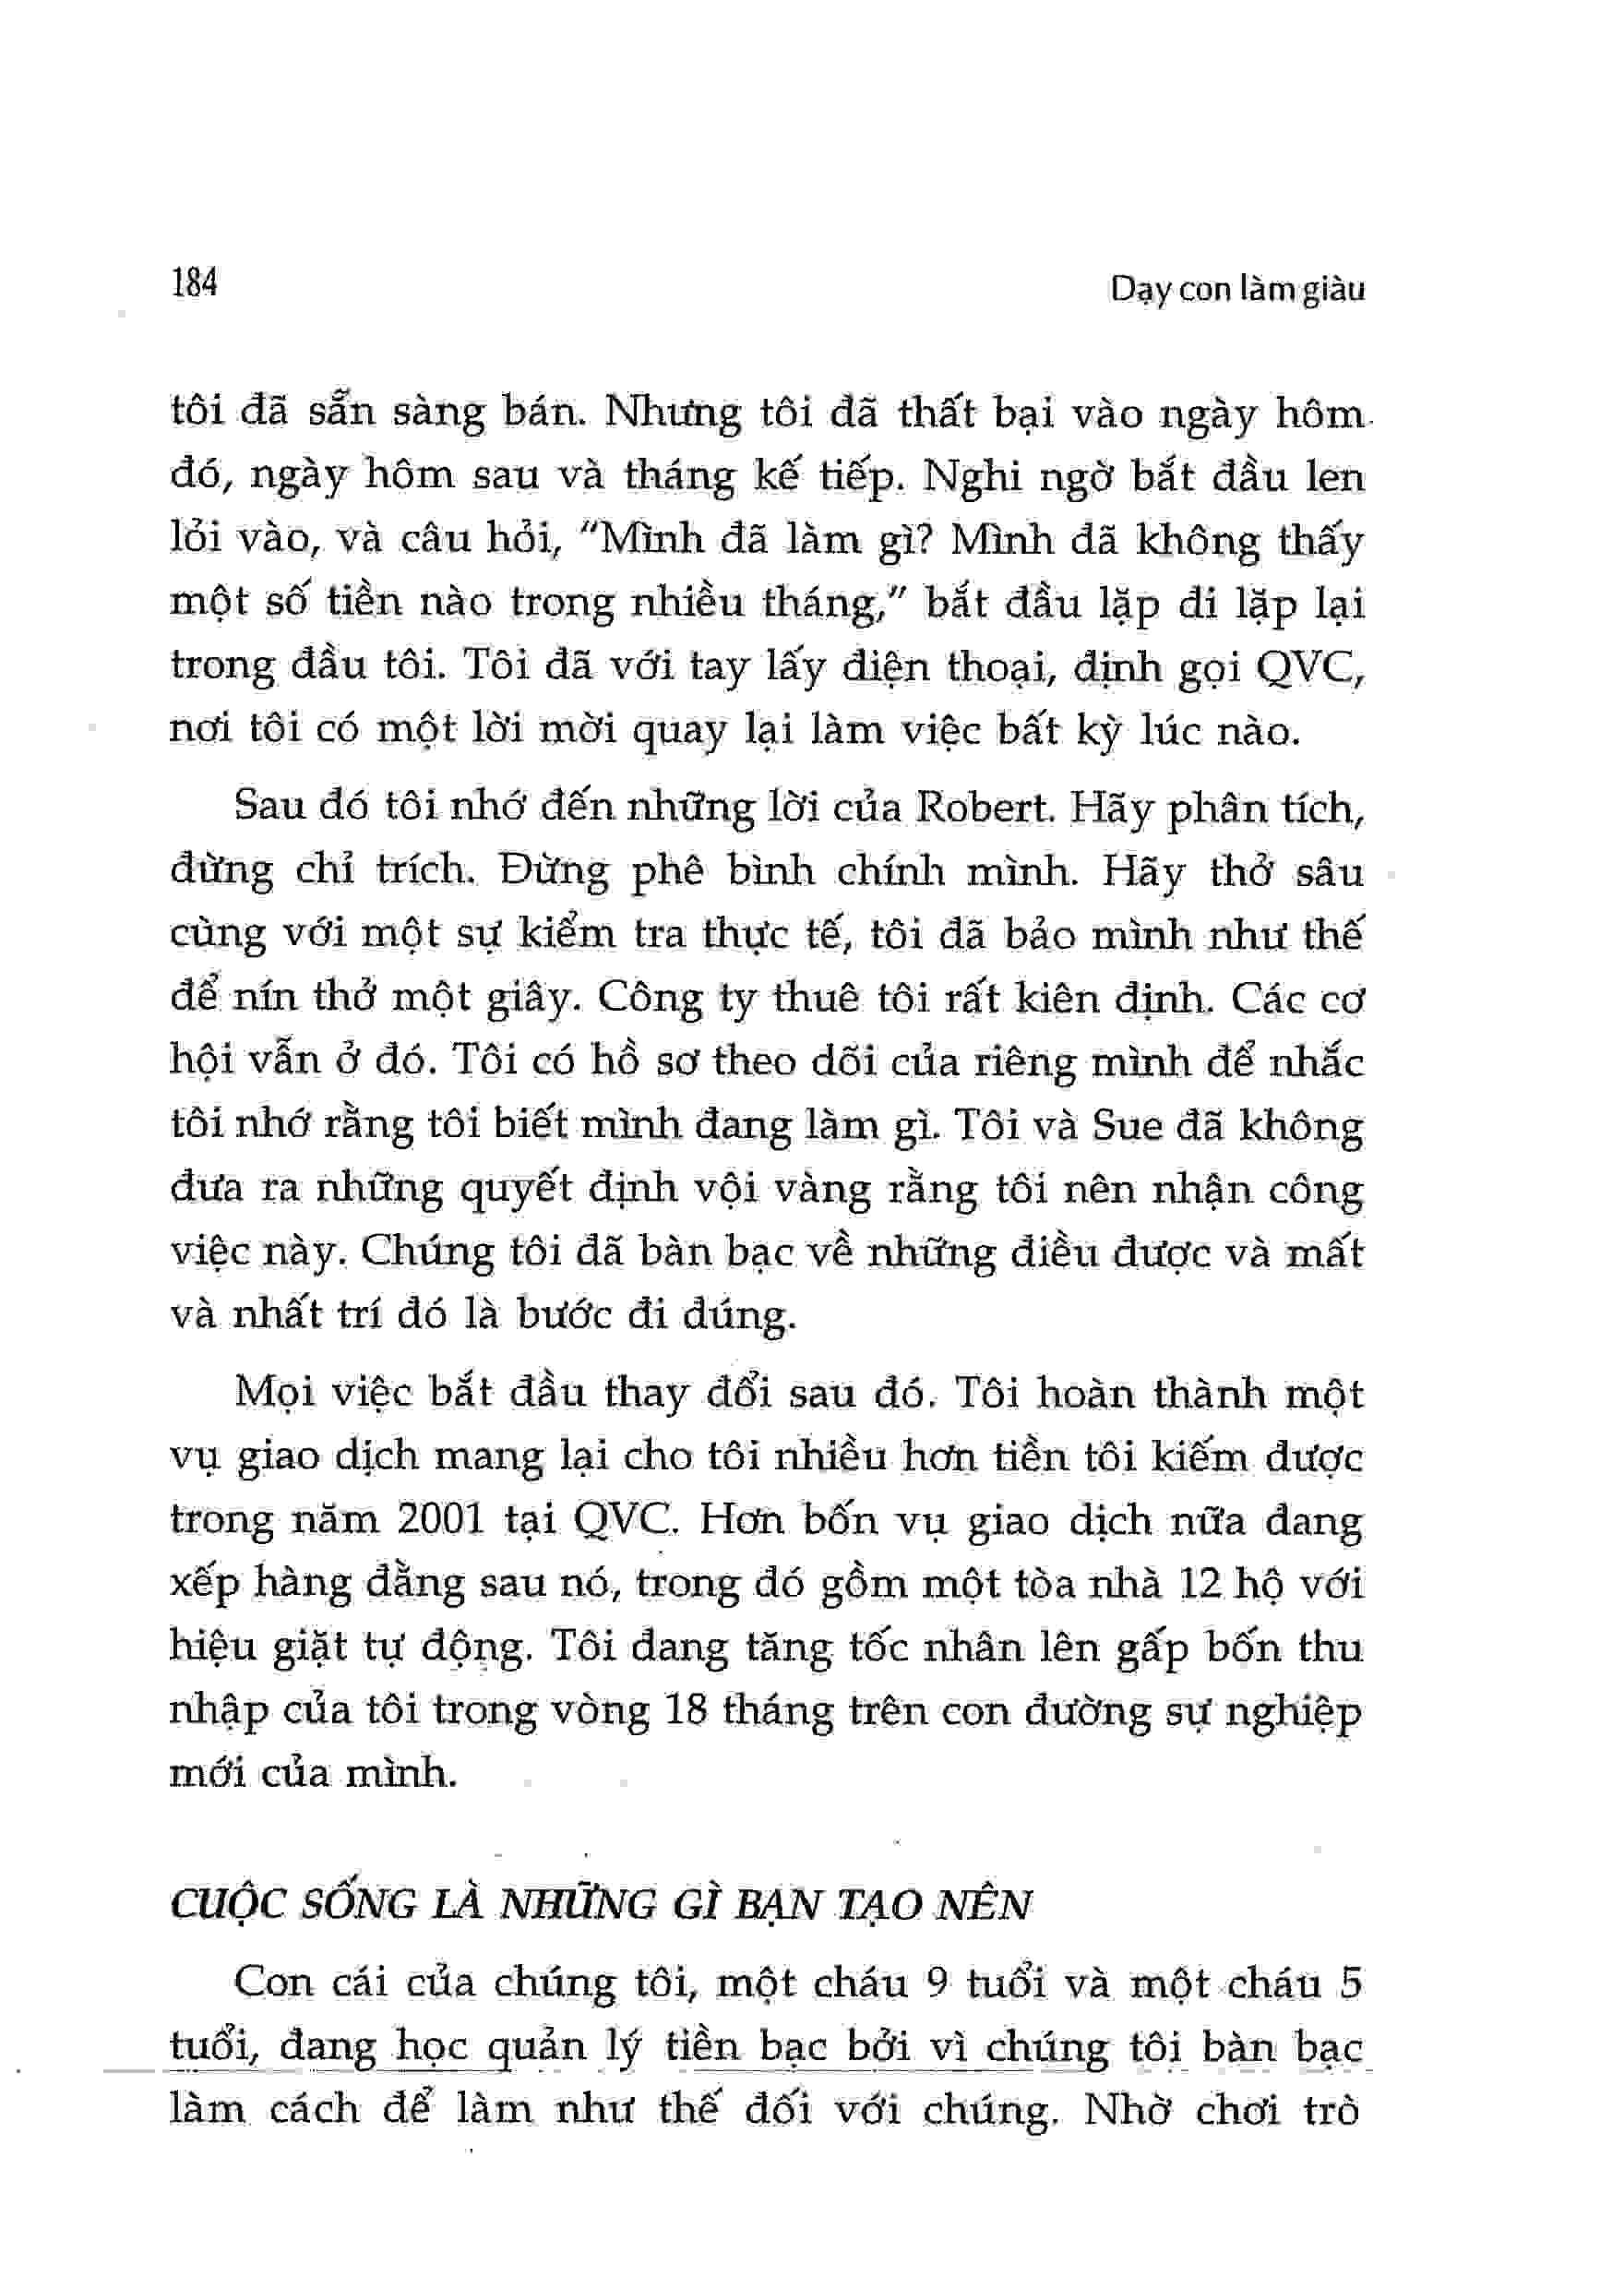 184
Dạy con làm giàu
tôi đã sẵn sàng bán. Nhưng tôi đã thất bại vào ngày hôm
đó, ngày hôm sau và tháng kế tiếp. Nghi ngờ bắt đầu len
lỏi vào, và câu hỏi, “Mình đã làm gì? Mình đã không thấy
một số tiền nào trong nhiều tháng,” bắt đầu lặp đi lặp lại
trong đầu tôi. Tôi đã với tay lấy điện thoại, định gọi QVC,
nơi tôi có một lời mời quay lại làm việc bất kỳ lúc nào.
Sau đó tôi nhớ đến những lời của Robert. Hãy phân tích,
đừng chỉ trích. Đừng phê bình chính mình. Hãy thở sâu
cùng với một sự kiểm tra thực tế, tôi đã bảo mình như thế
để nín thở một giây. Công ty thuê tôi rất kiên định. Các cơ
hội vẫn ở đó. Tôi có hồ sơ theo dõi của riêng mình để nhắc
tôi nhớ rằng tôi biết mình đang làm gì. Tôi và Sue đã không
đưa ra những quyết định vội vàng rằng tôi nên nhận công
việc này. Chúng tôi đã bàn bạc về những điều được và mất
và nhất trí đó là bước đi đúng.
Mọi việc bắt đầu thay đổi sau đó. Tôi hoàn thành một
vụ giao dịch mang lại cho tôi nhiều hơn tiền tôi kiếm được
trong năm 2001 tại QVC. Hơn bốn vụ giao dịch nữa đang
xếp hàng đằng sau nó, trong đó gồm một tòa nhà 12 hộ với
hiệu giặt tự động. Tôi đang tăng tốc nhân lên gấp bốn thu
nhập của tôi trong vòng 18 tháng trên con đường sự nghiệp
mới của mình.
CUỘC SỐNG LÀ NHỮNG GÌ BẠN TẠO NÊN
Con cái của chúng tôi, một cháu 9 tuổi và một cháu 5
tuổi, đang học quản lý tiền bạc bởi vì chúng tôi bàn bạc
làm cách để làm như thế đối với chúng. Nhờ chơi trò